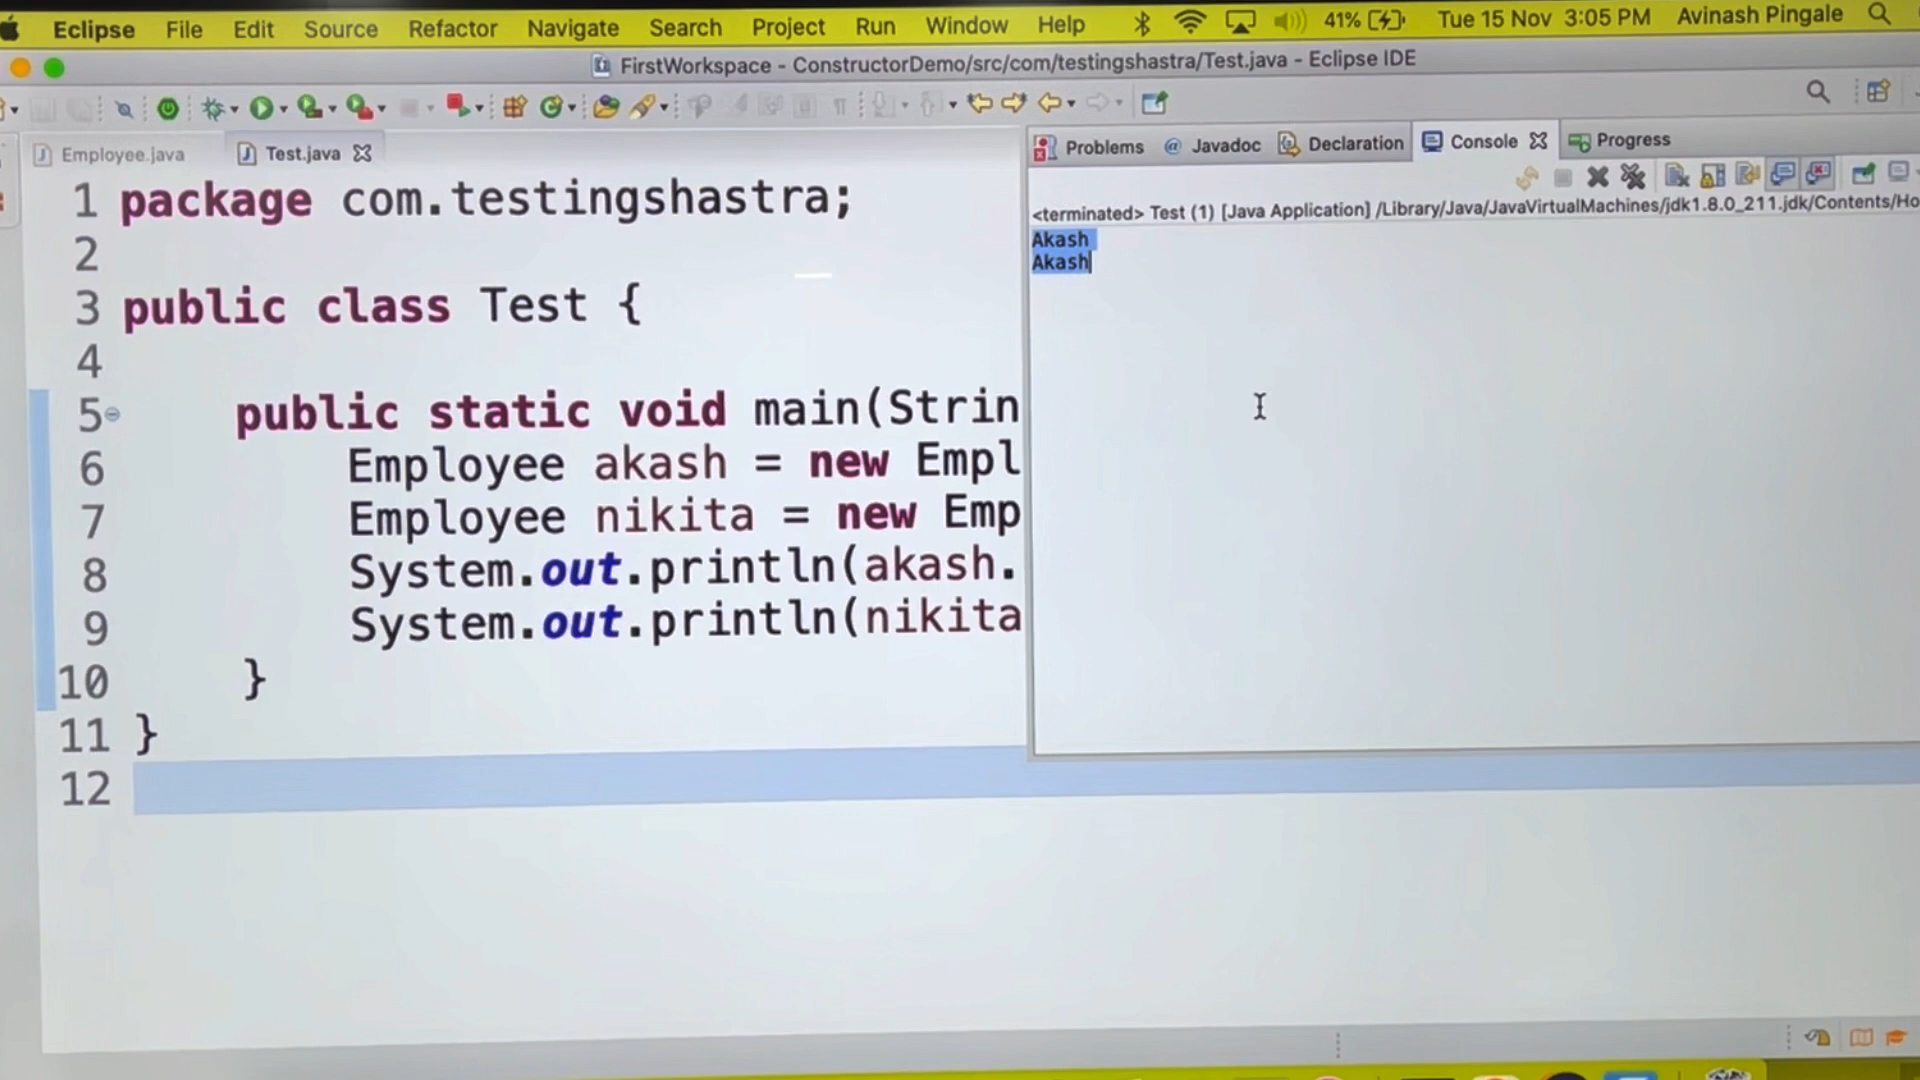 Eclipse File Edit Source Refactor Navigate Search Project Run Window Help 41% Tue 15 Nov 3:05 PM Avinash Pingale
FirstWorkspace - ConstructorDemo/src/com/testingshastra/Test.java - Eclipse IDE
Employee.java Test.java
1 package com.testingshastra;
2
3 public class Test {
4
5 public static void main(Strin
6 Employee akash = new Empl
7 Employee nikita = new Emp
8 System.out.println(akash.
9 System.out.println(nikita
10 }
11 }
12
Problems @ Javadoc Declaration Console Progress
<terminated> Test (1) [Java Application] /Library/Java/JavaVirtualMachines/jdk1.8.0_211.jdk/Contents/Ho
Akash
Akash